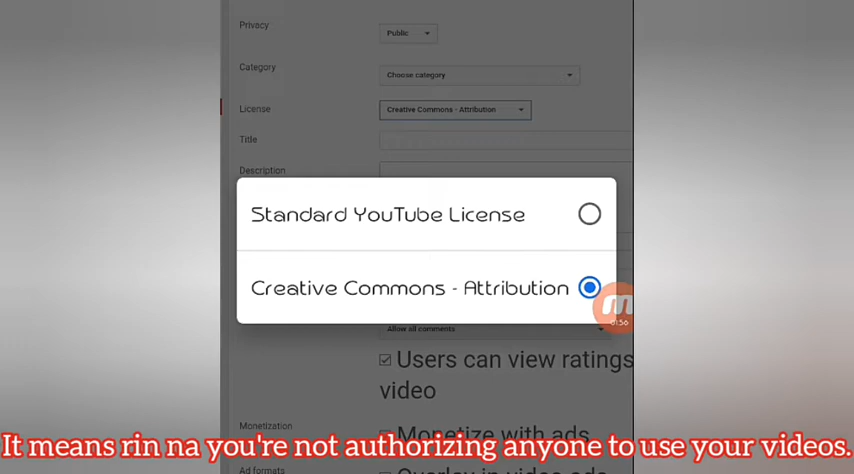 Privacy
Public
Category
Choose category
License
Creative Commons - Attribution
Title
Description
Standard YouTube License
Creative Commons - Attribution
01:56
Allow all comments
Users can view ratings
video
Monetization
Monetize with ads
It means rin na you're not authorizing anyone to use your videos.
Ad formats
Overlay in video ads